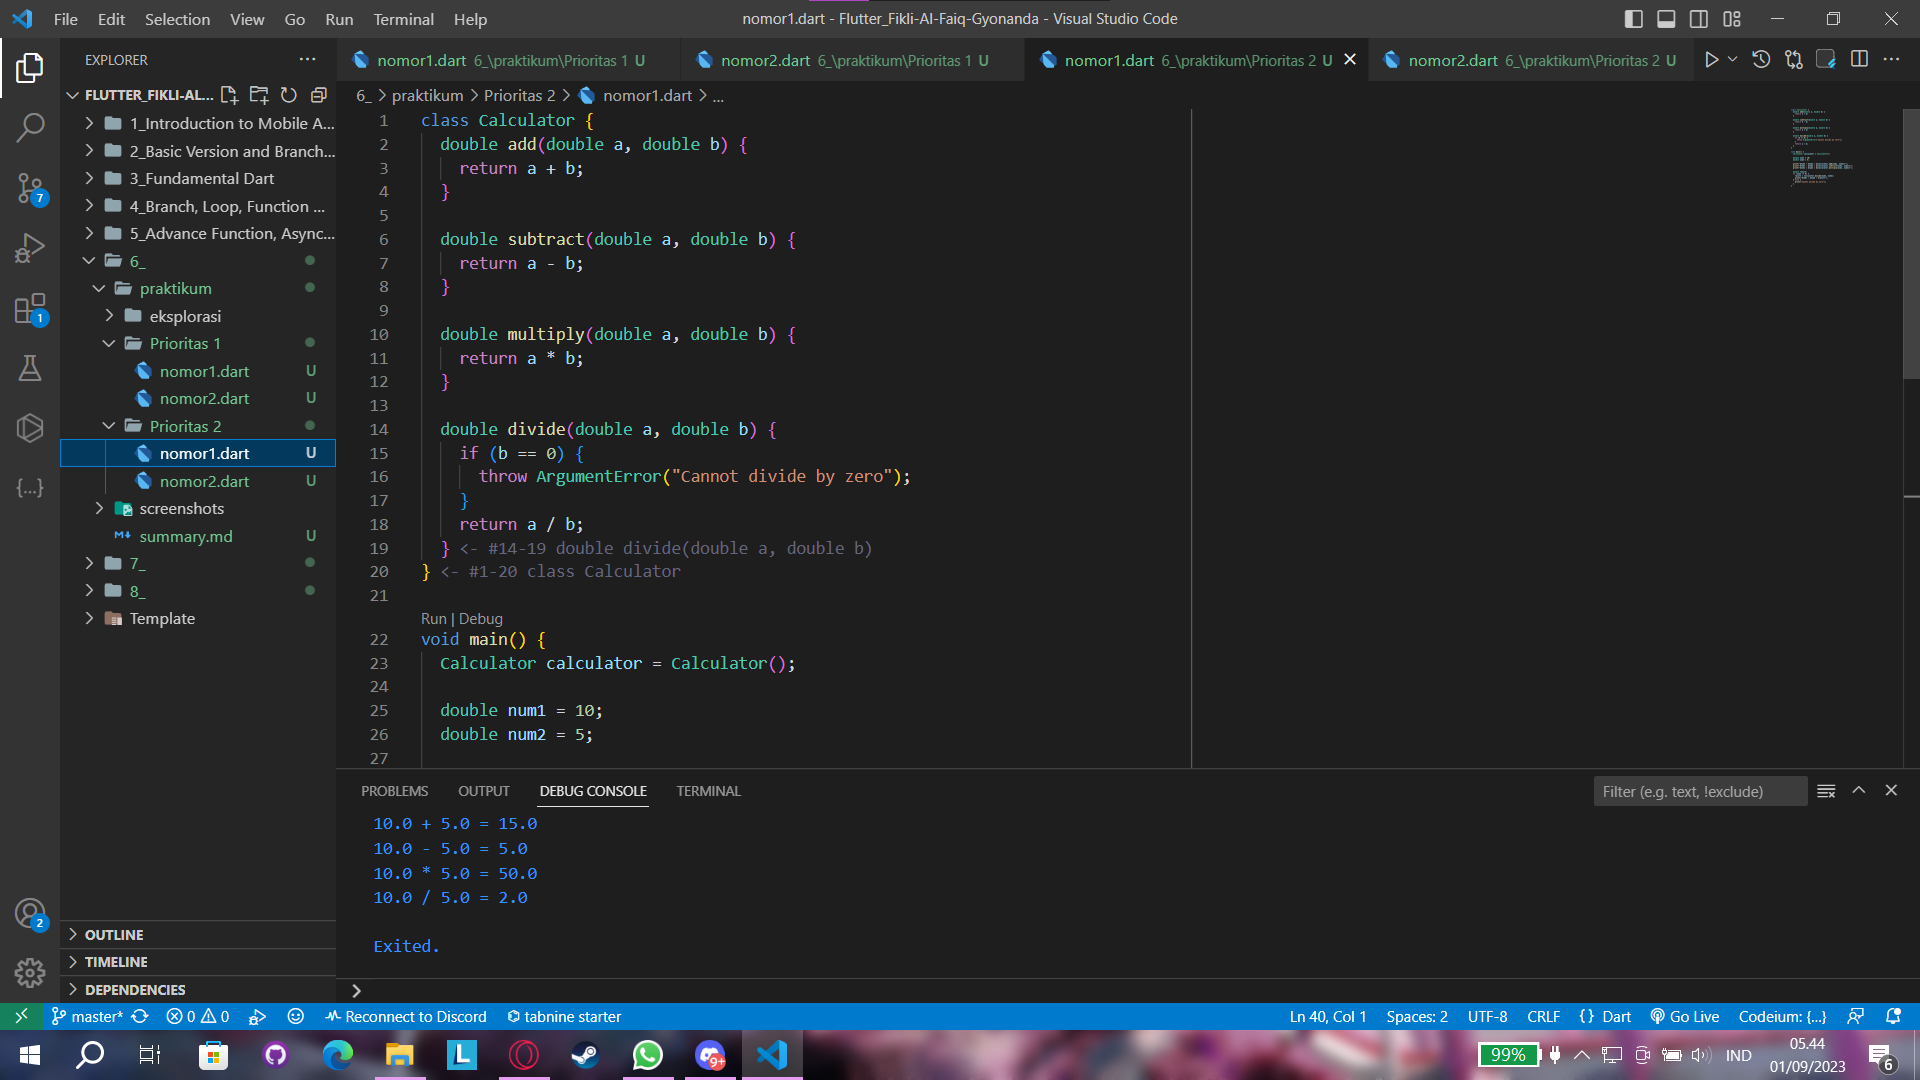 File Edit Selection View Go Run Terminal Help
nomor1.dart - Flutter_Fikli-Al-Faiq-Gyonanda - Visual Studio Code
EXPLORER
nomor1.dart 6_\praktikum\Prioritas 1 U
nomor2.dart 6_\praktikum\Prioritas 1 U
nomor1.dart 6_\praktikum\Prioritas 2 U
nomor2.dart 6_\praktikum\Prioritas 2 U
FLUTTER_FIKLI-AL...
6_ > praktikum > Prioritas 2 > nomor1.dart > ...
1_Introduction to Mobile A...
2_Basic Version and Branch...
3_Fundamental Dart
4_Branch, Loop, Function ...
5_Advance Function, Async...
6_
praktikum
eksplorasi
Prioritas 1
nomor1.dart U
nomor2.dart U
Prioritas 2
nomor1.dart U
nomor2.dart U
screenshots
summary.md U
7_
8_
Template
OUTLINE
TIMELINE
DEPENDENCIES
7
1
2
1 class Calculator {
2 double add(double a, double b) {
3 return a + b;
4 }
5
6 double subtract(double a, double b) {
7 return a - b;
8 }
9
10 double multiply(double a, double b) {
11 return a * b;
12 }
13
14 double divide(double a, double b) {
15 if (b == 0) {
16 throw ArgumentError("Cannot divide by zero");
17 }
18 return a / b;
19 } <- #14-19 double divide(double a, double b)
20 } <- #1-20 class Calculator
21
Run | Debug
22 void main() {
23 Calculator calculator = Calculator();
24
25 double num1 = 10;
26 double num2 = 5;
27
PROBLEMS OUTPUT DEBUG CONSOLE TERMINAL
Filter (e.g. text, !exclude)
10.0 + 5.0 = 15.0
10.0 - 5.0 = 5.0
10.0 * 5.0 = 50.0
10.0 / 5.0 = 2.0
Exited.
master* 0 0 Reconnect to Discord tabnine starter
Ln 40, Col 1 Spaces: 2 UTF-8 CRLF { } Dart Go Live Codeium: {...}
L
9+
99%
IND
05.44
01/09/2023
6